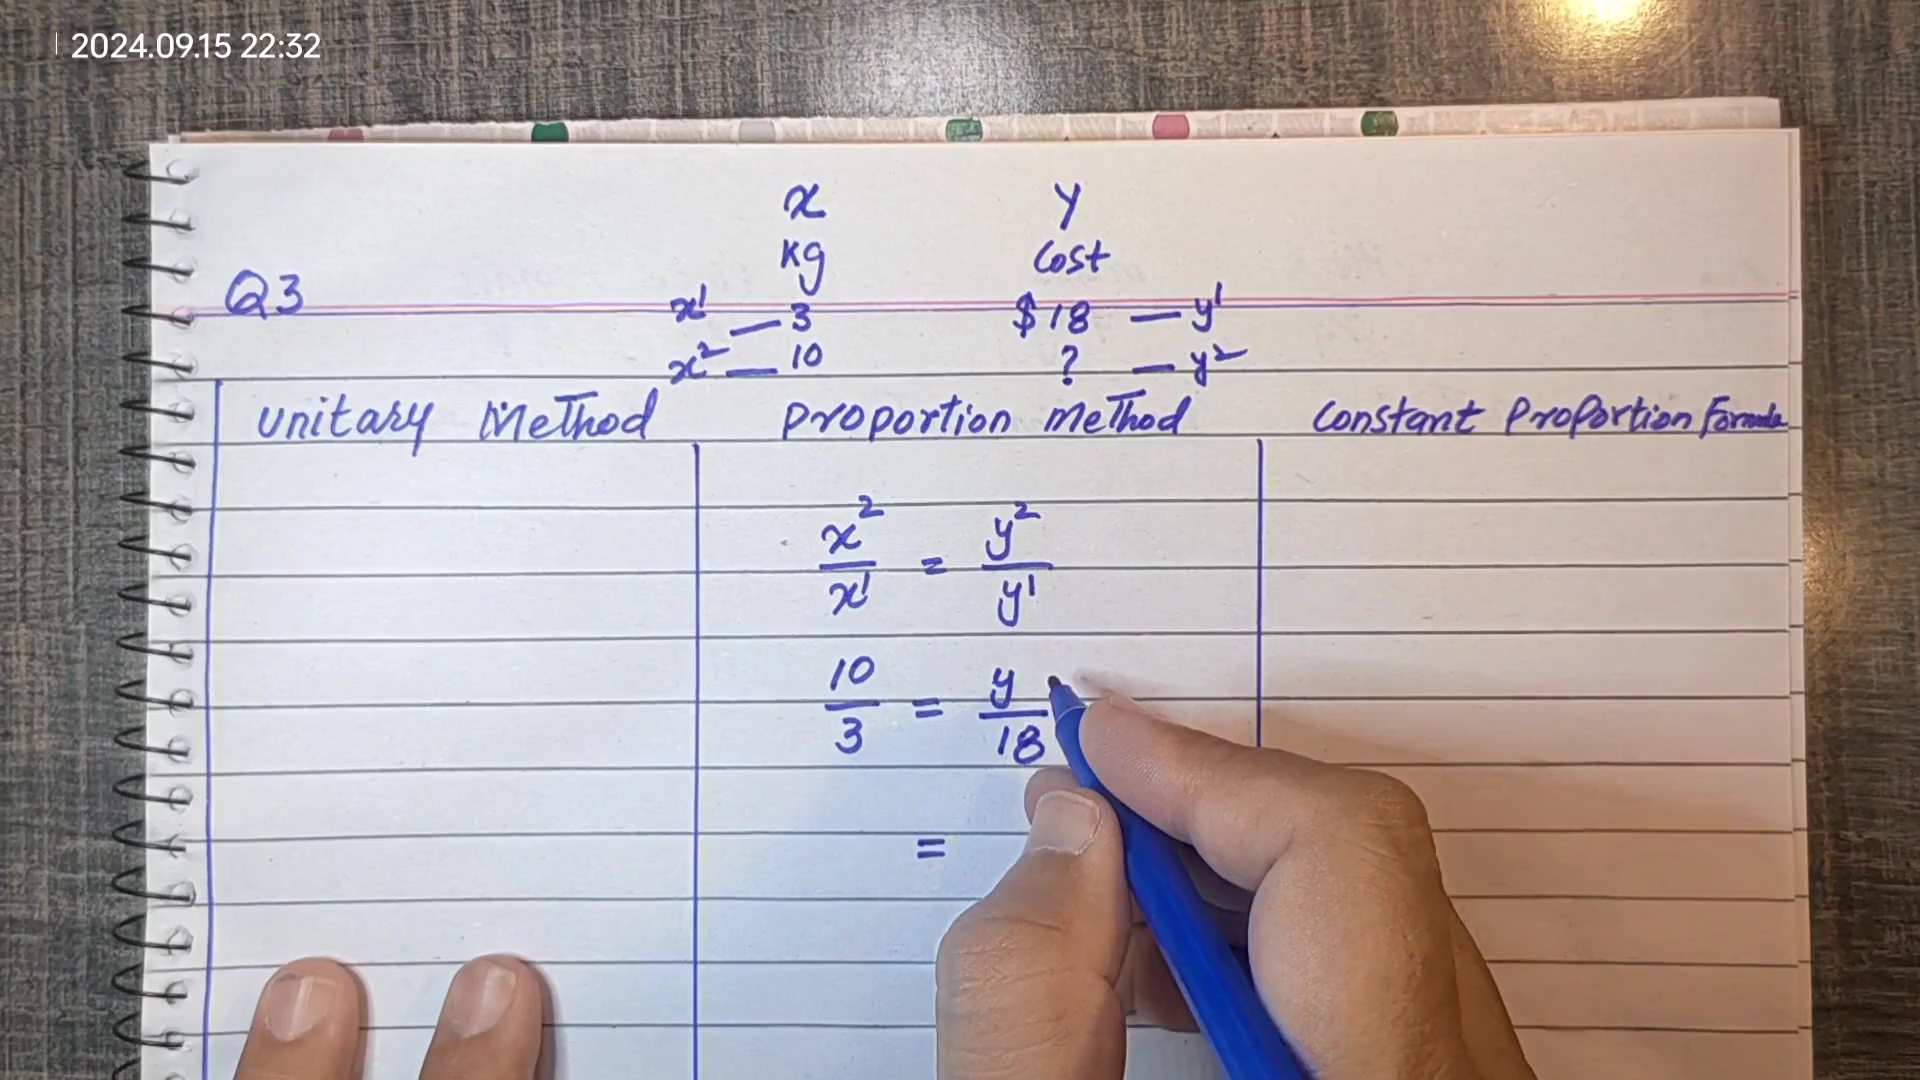 2024.09.15 22:32
x Y
kg Cost
Q3
x¹ — 3 $18 — y¹
x² — 10 ? — y²
Unitary Method Proportion Method Constant Proportion Formula
x²/x¹ = y²/y¹
10/3 = y/18
=